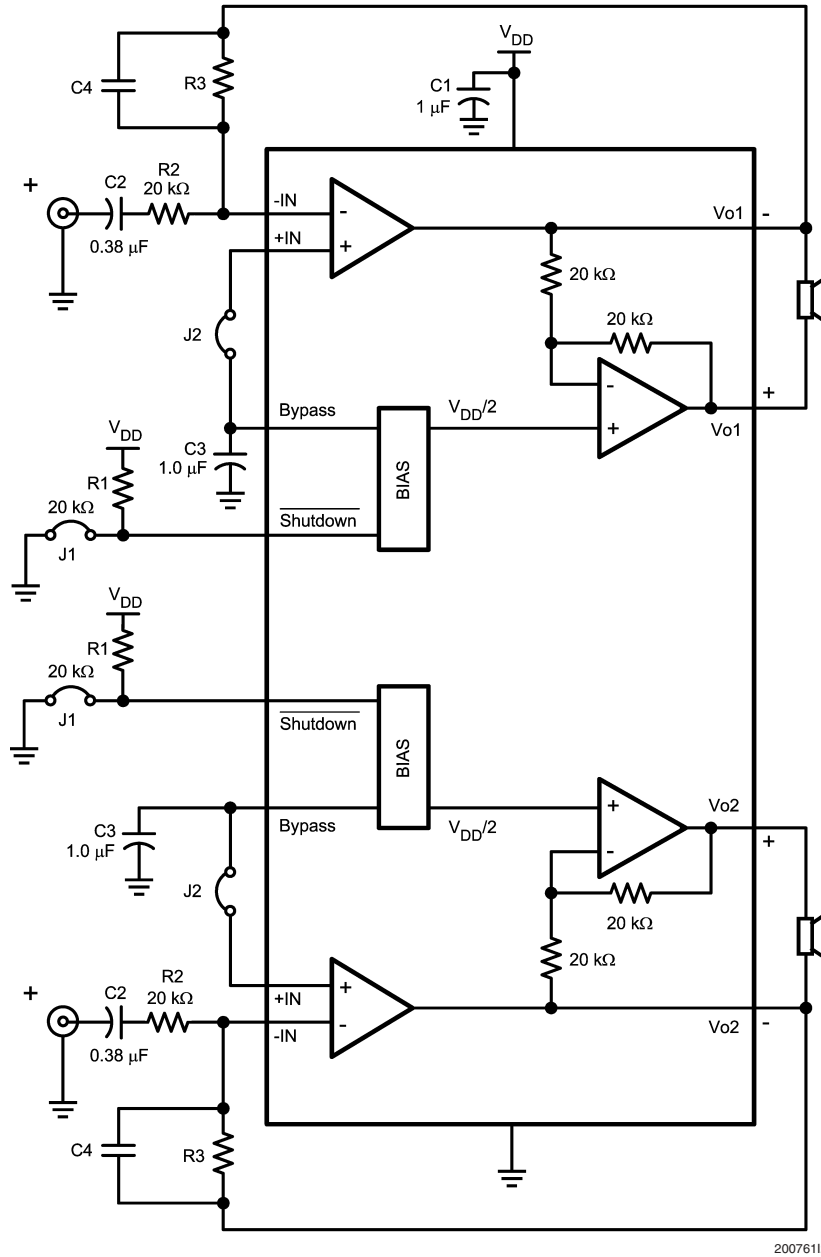 V_DD
C4
R3
C1
1 μF
+
C2
R2
20 kΩ
0.38 μF
-IN
+IN
-
+
Vo1
-
20 kΩ
20 kΩ
J2
-
+
+
Vo1
Bypass
V_DD/2
BIAS
C3
1.0 μF
V_DD
R1
20 kΩ
J1
Shutdown
V_DD
R1
20 kΩ
J1
Shutdown
BIAS
Bypass
V_DD/2
C3
1.0 μF
+
-
Vo2
+
J2
20 kΩ
20 kΩ
+
C2
R2
20 kΩ
0.38 μF
+IN
-IN
+
-
Vo2
-
C4
R3
200761I